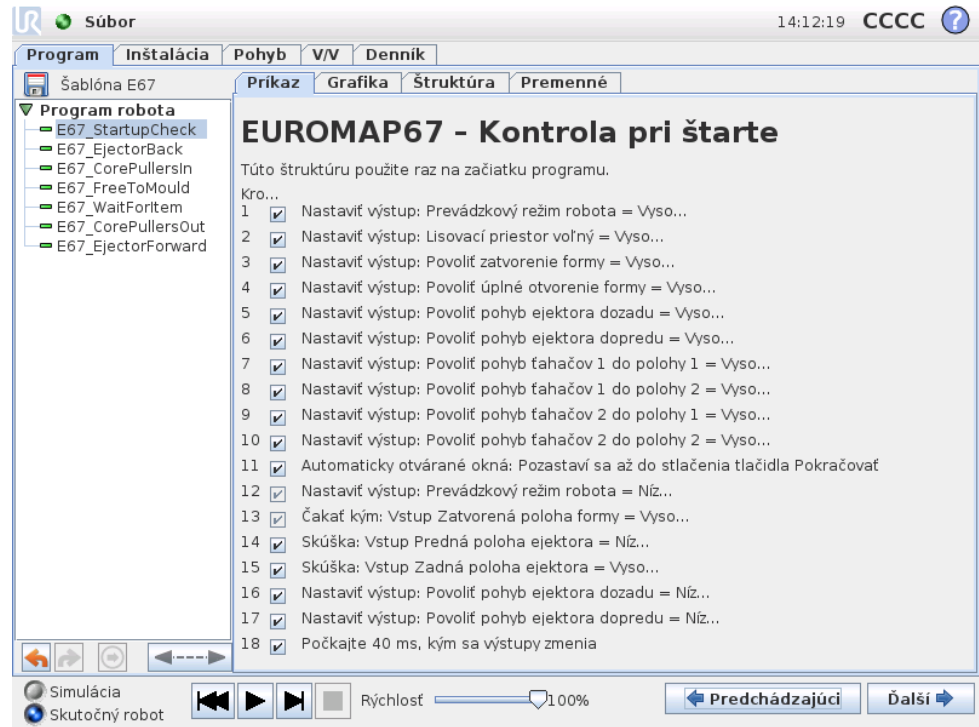 UR Súbor 14:12:19 CCCC ?
Program Inštalácia Pohyb V/V Denník
Šablóna E67
Príkaz Grafika Štruktúra Premenné
Program robota
E67_StartupCheck
E67_EjectorBack
E67_CorePullersIn
E67_FreeToMould
E67_WaitForItem
E67_CorePullersOut
E67_EjectorForward
EUROMAP67 – Kontrola pri štarte
Túto štruktúru použite raz na začiatku programu.
Kro...
1 Nastaviť výstup: Prevádzkový režim robota = Vyso...
2 Nastaviť výstup: Lisovací priestor voľný = Vyso...
3 Nastaviť výstup: Povoliť zatvorenie formy = Vyso...
4 Nastaviť výstup: Povoliť úplné otvorenie formy = Vyso...
5 Nastaviť výstup: Povoliť pohyb ejektora dozadu = Vyso...
6 Nastaviť výstup: Povoliť pohyb ejektora dopredu = Vyso...
7 Nastaviť výstup: Povoliť pohyb ťahačov 1 do polohy 1 = Vyso...
8 Nastaviť výstup: Povoliť pohyb ťahačov 1 do polohy 2 = Vyso...
9 Nastaviť výstup: Povoliť pohyb ťahačov 2 do polohy 1 = Vyso...
10 Nastaviť výstup: Povoliť pohyb ťahačov 2 do polohy 2 = Vyso...
11 Automaticky otvárané okná: Pozastaví sa až do stlačenia tlačidla Pokračovať
12 Nastaviť výstup: Prevádzkový režim robota = Níz...
13 Čakať kým: Vstup Zatvorená poloha formy = Vyso...
14 Skúška: Vstup Predná poloha ejektora = Níz...
15 Skúška: Vstup Zadná poloha ejektora = Vyso...
16 Nastaviť výstup: Povoliť pohyb ejektora dozadu = Níz...
17 Nastaviť výstup: Povoliť pohyb ejektora dopredu = Níz...
18 Počkajte 40 ms, kým sa výstupy zmenia
Simulácia
Skutočný robot
Rýchlosť 100%
Predchádzajúci Ďalší